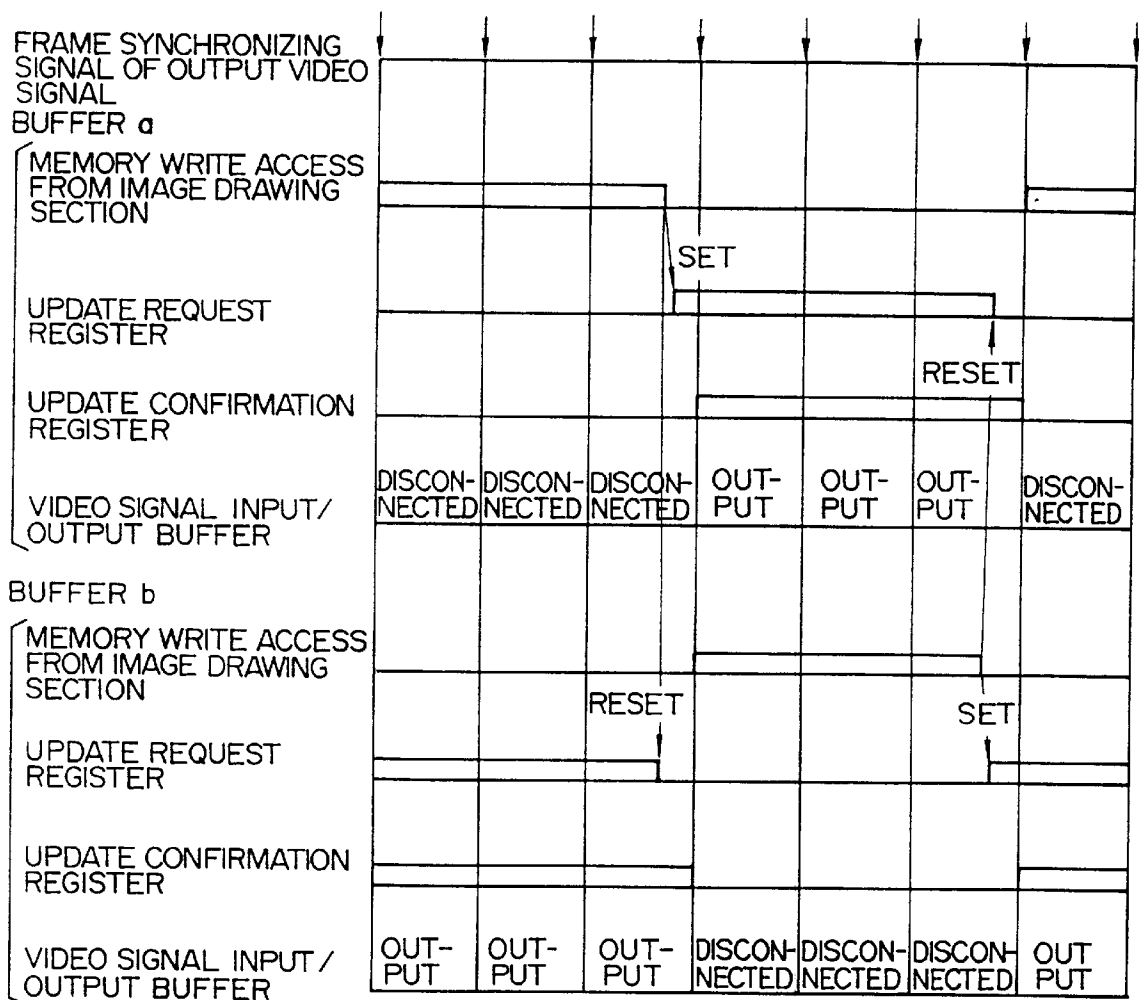 FRAME SYNCHRONIZING
SIGNAL OF OUTPUT VIDEO
SIGNAL
BUFFER a
MEMORY WRITE ACCESS
FROM IMAGE DRAWING
SECTION
SET
UPDATE REQUEST
REGISTER
RESET
UPDATE CONFIRMATION
REGISTER
DISCON- DISCON- DISCON- OUT- OUT- OUT- DISCON-
NECTED NECTED NECTED PUT PUT PUT NECTED
VIDEO SIGNAL INPUT/
OUTPUT BUFFER
BUFFER b
MEMORY WRITE ACCESS
FROM IMAGE DRAWING
SECTION
RESET
SET
UPDATE REQUEST
REGISTER
UPDATE CONFIRMATION
REGISTER
OUT- OUT- OUT- DISCON- DISCON- DISCON- OUT
PUT PUT PUT NECTED NECTED NECTED PUT
VIDEO SIGNAL INPUT/
OUTPUT BUFFER